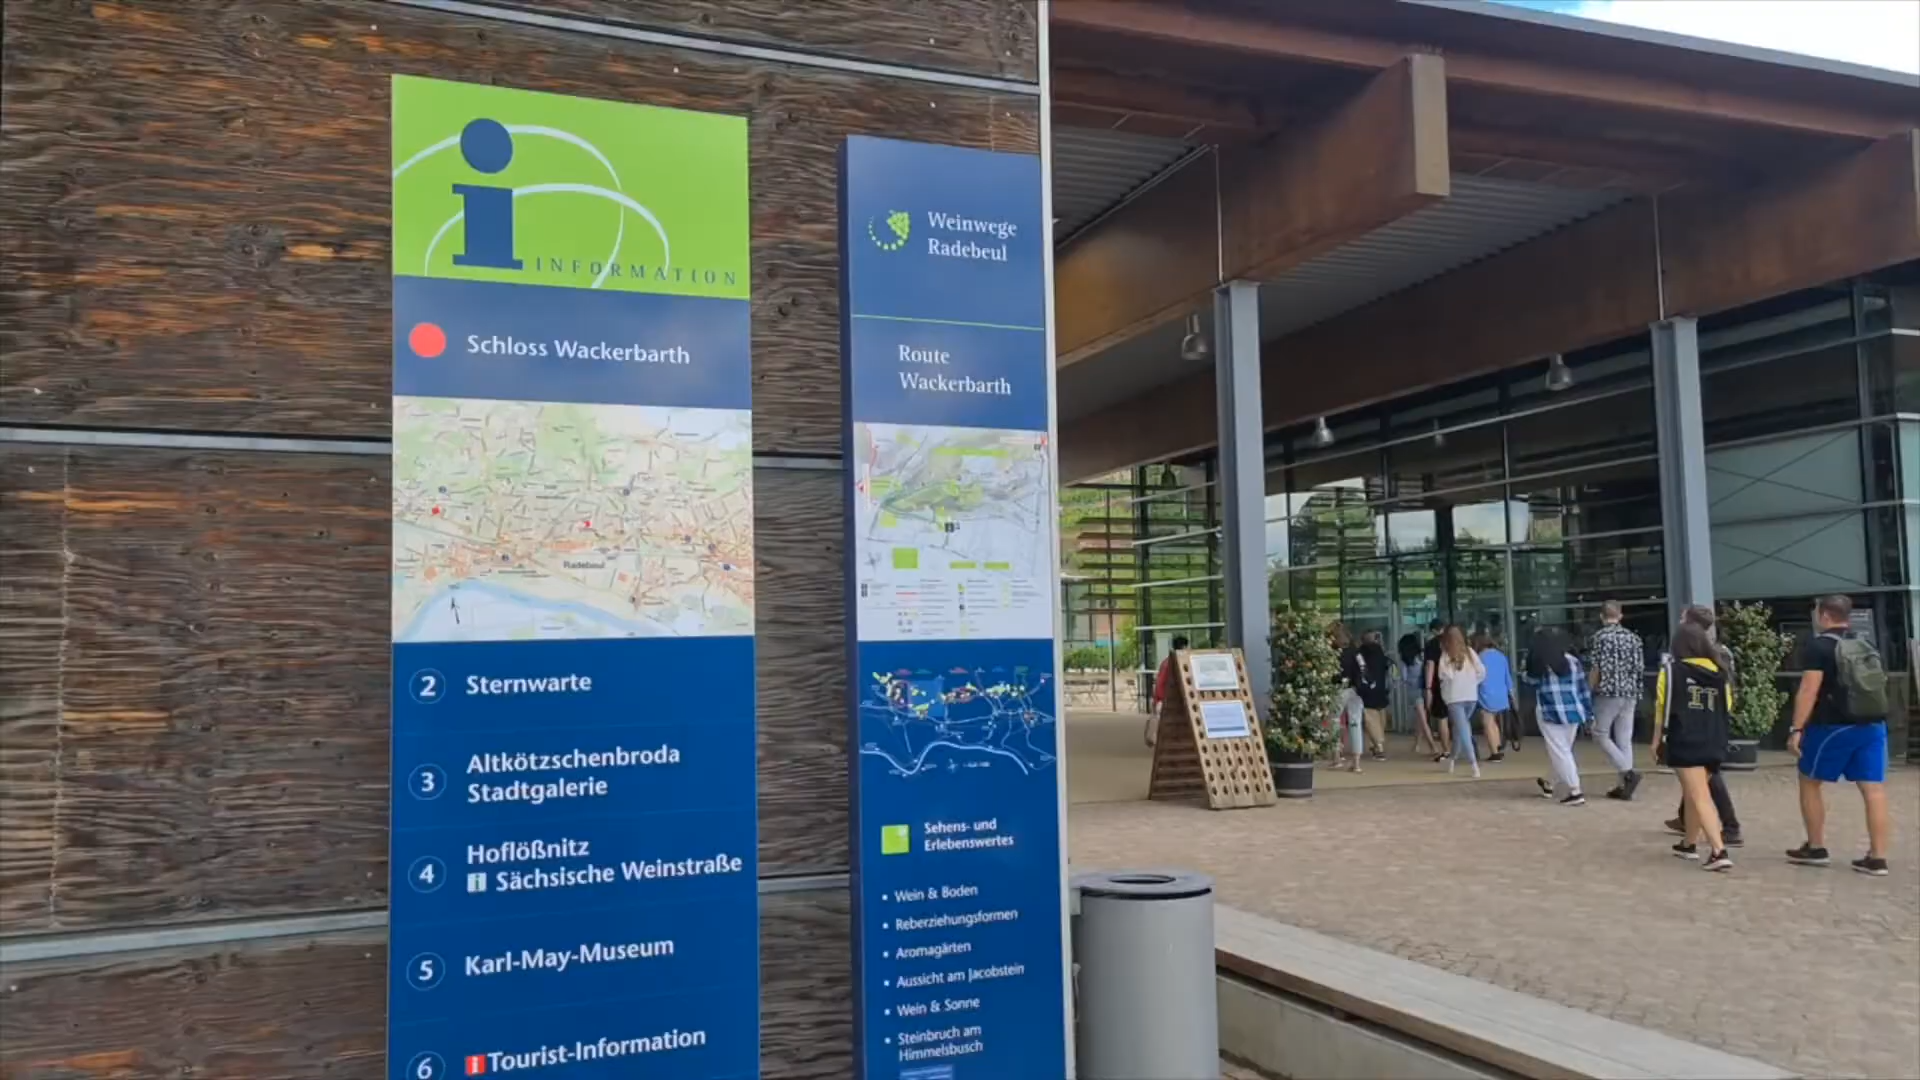 INFORMATION
Schloss Wackerbarth
Radebeul
2 Sternwarte
3 Altkötzschenbroda
Stadtgalerie
4 Hoflößnitz
i Sächsische Weinstraße
5 Karl-May-Museum
6 i Tourist-Information
Weinwege
Radebeul
Route
Wackerbarth
Sehens- und
Erlebenswertes
• Wein & Boden
• Reberziehungsformen
• Aromagärten
• Aussicht am Jacobstein
• Wein & Sonne
• Steinbruch am
Himmelsbusch